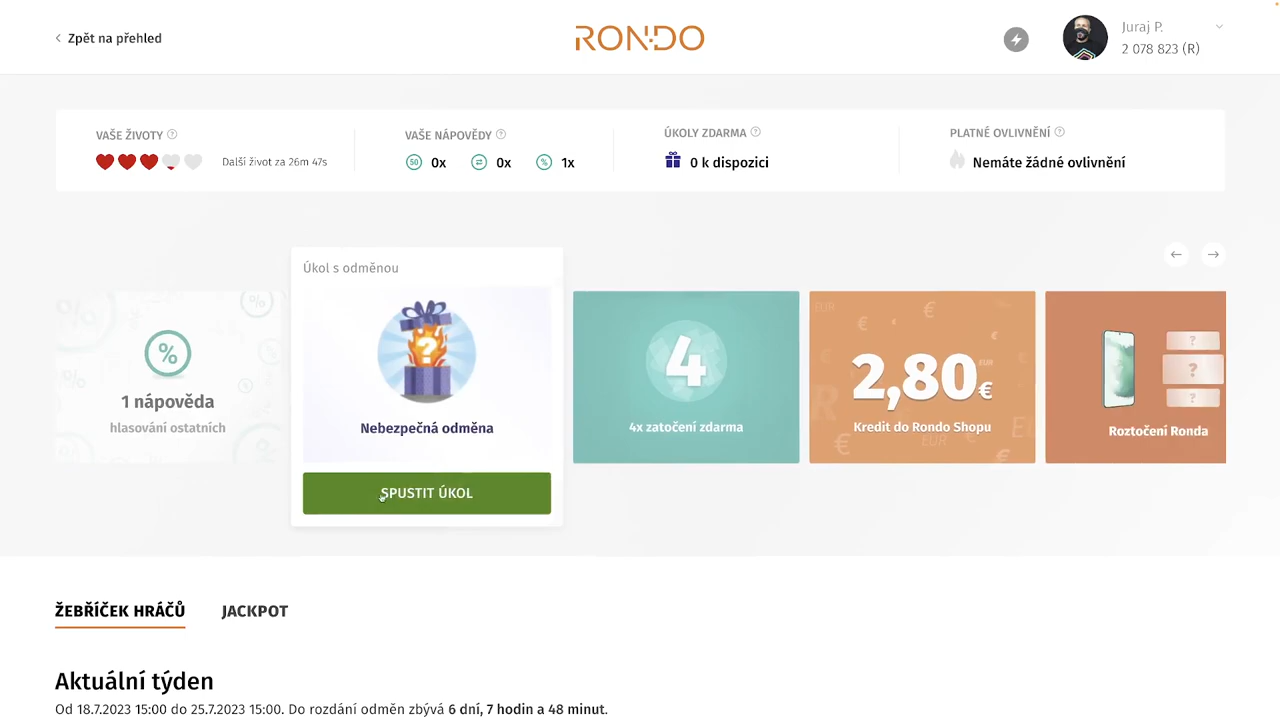 Zpět na přehled
RONDO
Juraj P.
2 078 823 (R)
VAŠE ŽIVOTY
Další život za 26m 47s
VAŠE NÁPOVĚDY
50 0x
0x
% 1x
ÚKOLY ZDARMA
0 k dispozici
PLATNÉ OVLIVNĚNÍ
Nemáte žádné ovlivnění
%
1 nápověda
hlasování ostatních
Úkol s odměnou
?
Nebezpečná odměna
SPUSTIT ÚKOL
4
4x zatočení zdarma
2,80€
Kredit do Rondo Shopu
EUR
?
?
?
Roztočení Ronda
ŽEBŘÍČEK HRÁČŮ
JACKPOT
Aktuální týden
Od 18.7.2023 15:00 do 25.7.2023 15:00. Do rozdání odměn zbývá 6 dní, 7 hodin a 48 minut.